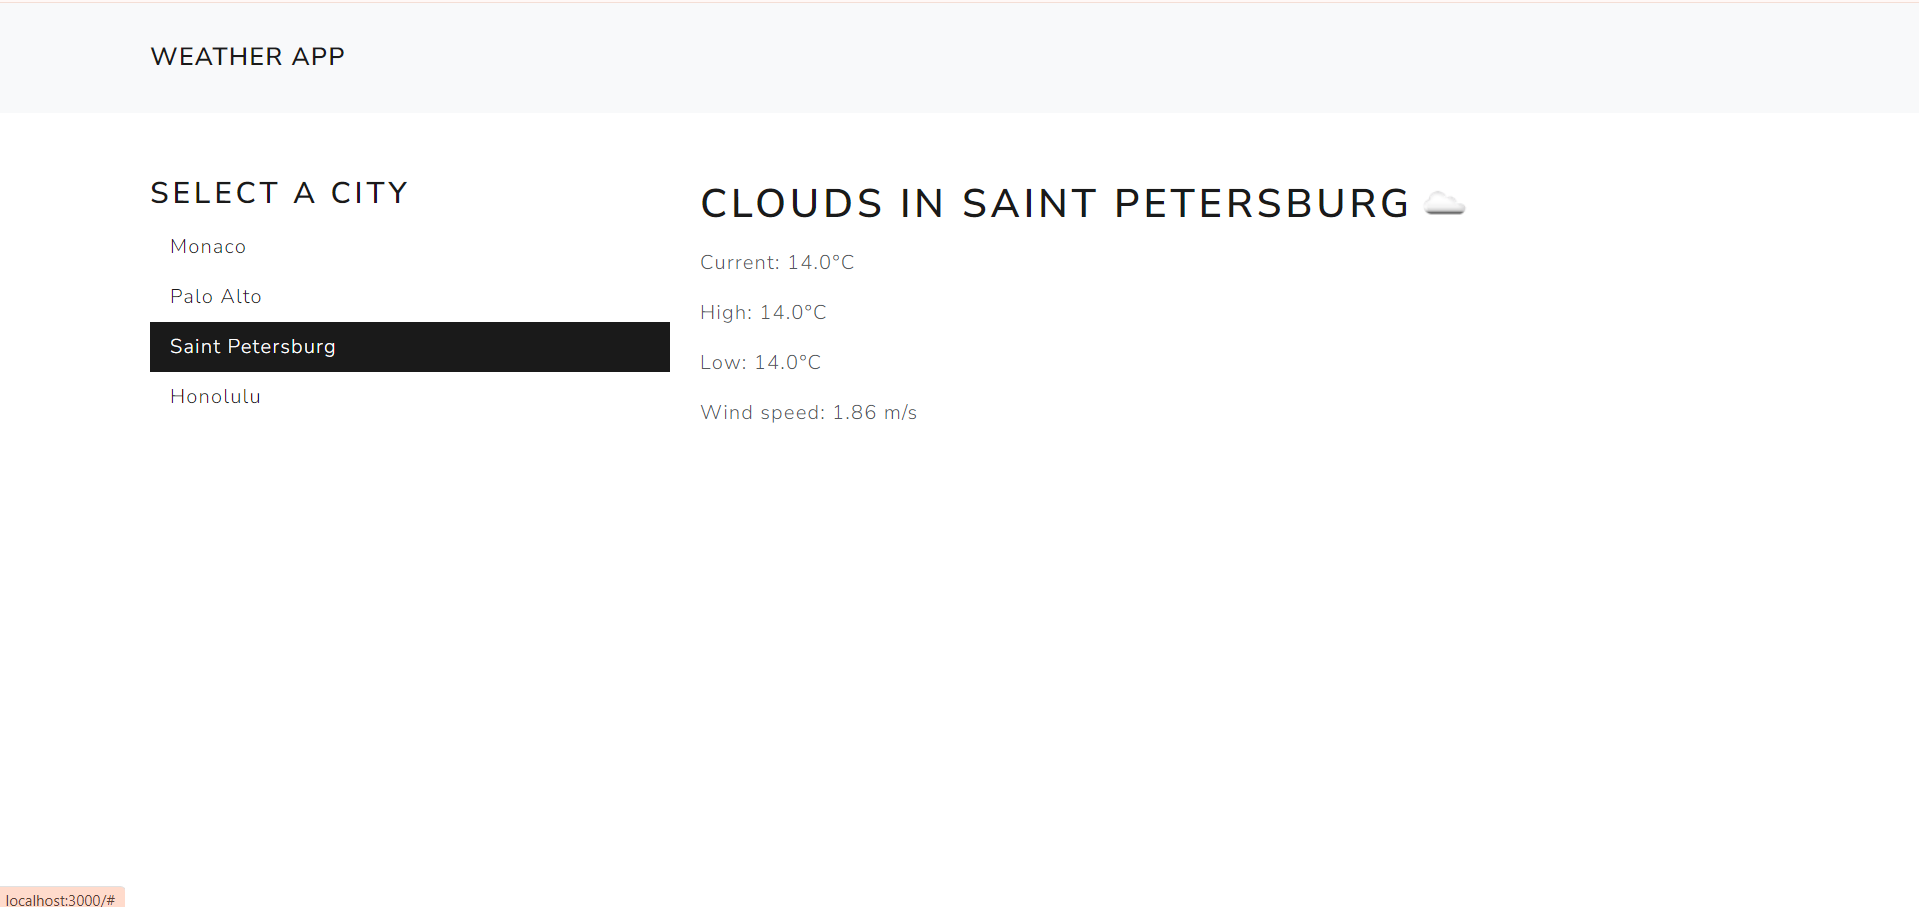 WEATHER APP
SELECT A CITY
Monaco
Palo Alto
Saint Petersburg
Honolulu
CLOUDS IN SAINT PETERSBURG
Current: 14.0°C
High: 14.0°C
Low: 14.0°C
Wind speed: 1.86 m/s
localhost:3000/#